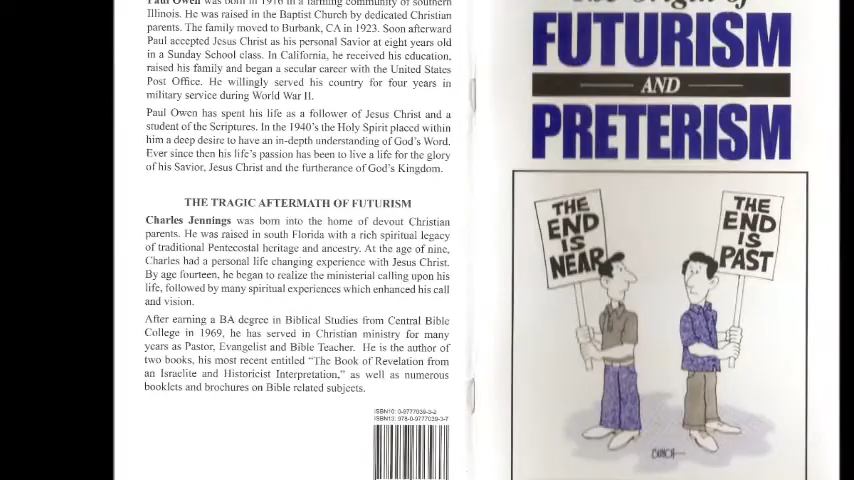 Paul Owen was born in 1916 in a farming community of southern
Illinois. He was raised in the Baptist Church by dedicated Christian
parents. The family moved to Burbank, CA in 1923. Soon afterward
Paul accepted Jesus Christ as his personal Savior at eight years old
in a Sunday School class. In California, he received his education,
raised his family and began a secular career with the United States
Post Office. He willingly served his country for four years in
military service during World War II.
Paul Owen has spent his life as a follower of Jesus Christ and a
student of the Scriptures. In the 1940's the Holy Spirit placed within
him a deep desire to have an in-depth understanding of God's Word.
Ever since then his life's passion has been to live a life for the glory
of his Savior, Jesus Christ and the furtherance of God's Kingdom.
THE TRAGIC AFTERMATH OF FUTURISM
Charles Jennings was born into the home of devout Christian
parents. He was raised in south Florida with a rich spiritual legacy
of traditional Pentecostal heritage and ancestry. At the age of nine,
Charles had a personal life changing experience with Jesus Christ.
By age fourteen, he began to realize the ministerial calling upon his
life, followed by many spiritual experiences which enhanced his call
and vision.
After earning a BA degree in Biblical Studies from Central Bible
College in 1969, he has served in Christian ministry for many
years as Pastor, Evangelist and Bible Teacher. He is the author of
two books, his most recent entitled “The Book of Revelation from
an Israelite and Historicist Interpretation,” as well as numerous
booklets and brochures on Bible related subjects.
ISBN10: 0-9777039-3-2
ISBN13: 978-0-9777039-3-7
The Origin of
FUTURISM
AND
PRETERISM
THE
END
IS
NEAR
THE
END
IS
PAST